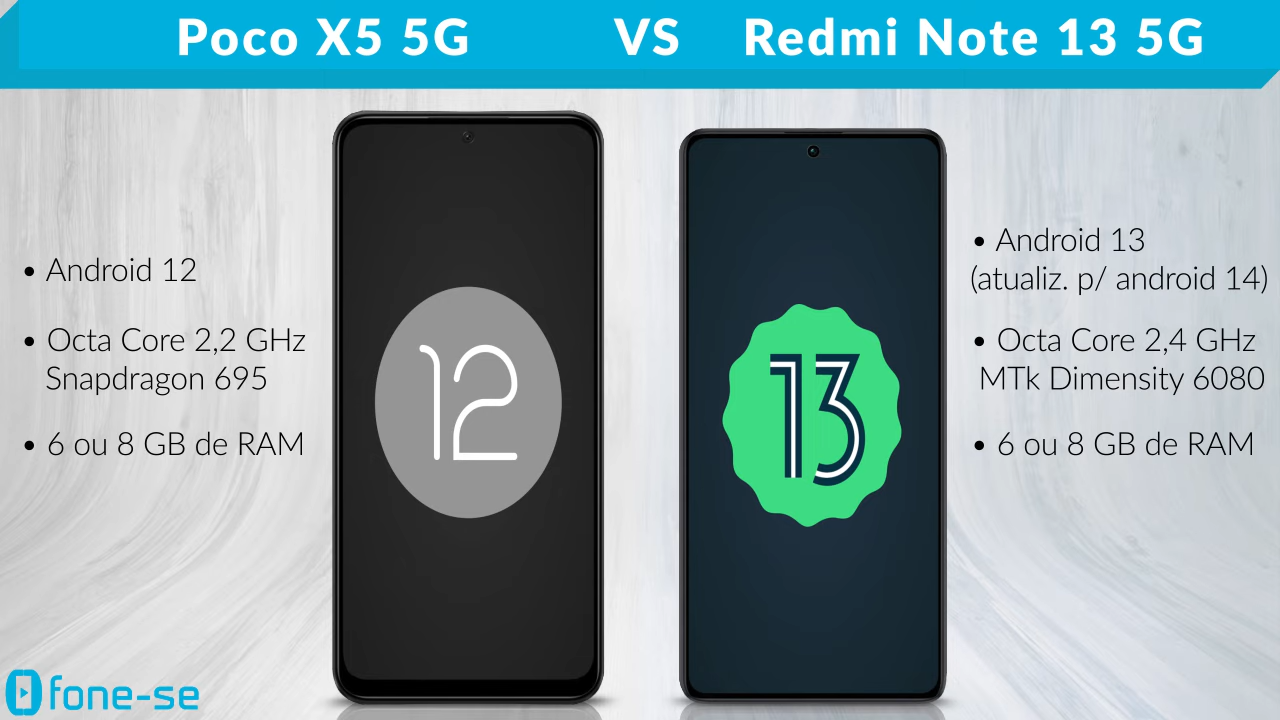 Poco X5 5G VS Redmi Note 13 5G
• Android 12
• Octa Core 2,2 GHz
Snapdragon 695
• 6 ou 8 GB de RAM
12
13
• Android 13
(atualiz. p/ android 14)
• Octa Core 2,4 GHz
MTk Dimensity 6080
• 6 ou 8 GB de RAM
fone-se